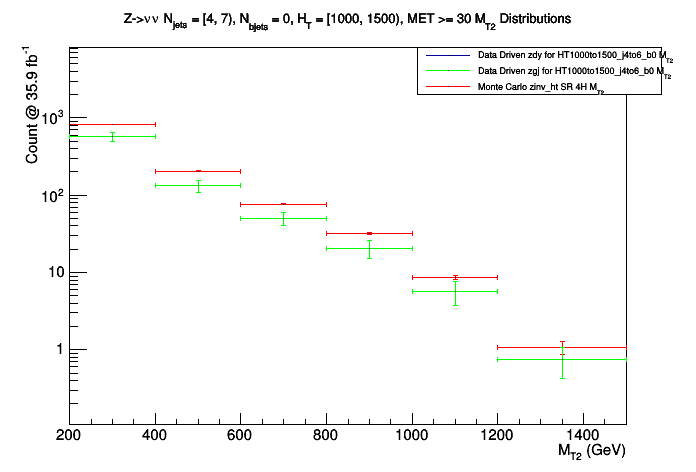 Z->νν N_jets = [4, 7), N_bjets = 0, H_T = [1000, 1500), MET >= 30 M_T2 Distributions
Data Driven zdy for HT1000to1500_j4to6_b0 M_T2
Data Driven zgj for HT1000to1500_j4to6_b0 M_T2
Monte Carlo zinv_ht SR 4H M_T2
Count @ 35.9 fb^-1
10^3
10^2
10
1
200 400 600 800 1000 1200 1400
M_T2 (GeV)